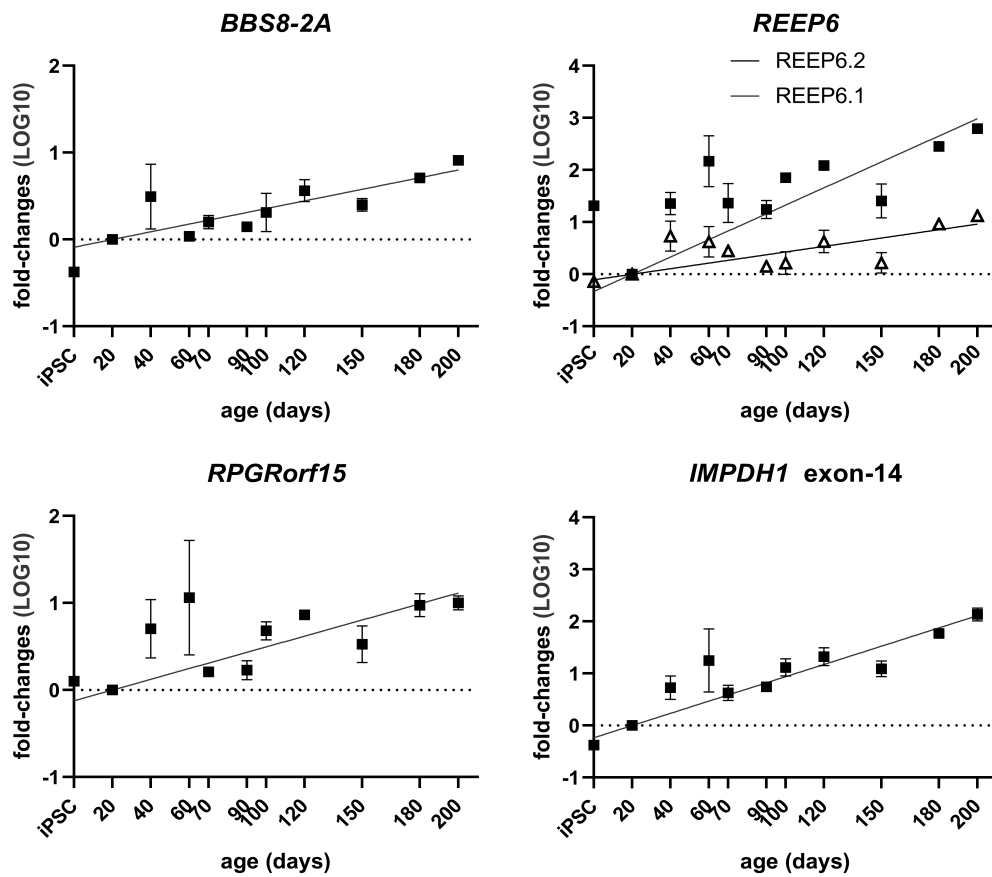 BBS8-2A
fold-changes (LOG10)
2
1
0
-1
iPSC 20 40 60 70 90 100 120 150 180 200
age (days)
REEP6
REEP6.2
REEP6.1
fold-changes (LOG10)
4
3
2
1
0
-1
iPSC 20 40 60 70 90 100 120 150 180 200
age (days)
RPGRorf15
fold-changes (LOG10)
2
1
0
-1
iPSC 20 40 60 70 90 100 120 150 180 200
age (days)
IMPDH1 exon-14
fold-changes (LOG10)
4
3
2
1
0
-1
iPSC 20 40 60 70 90 100 120 150 180 200
age (days)